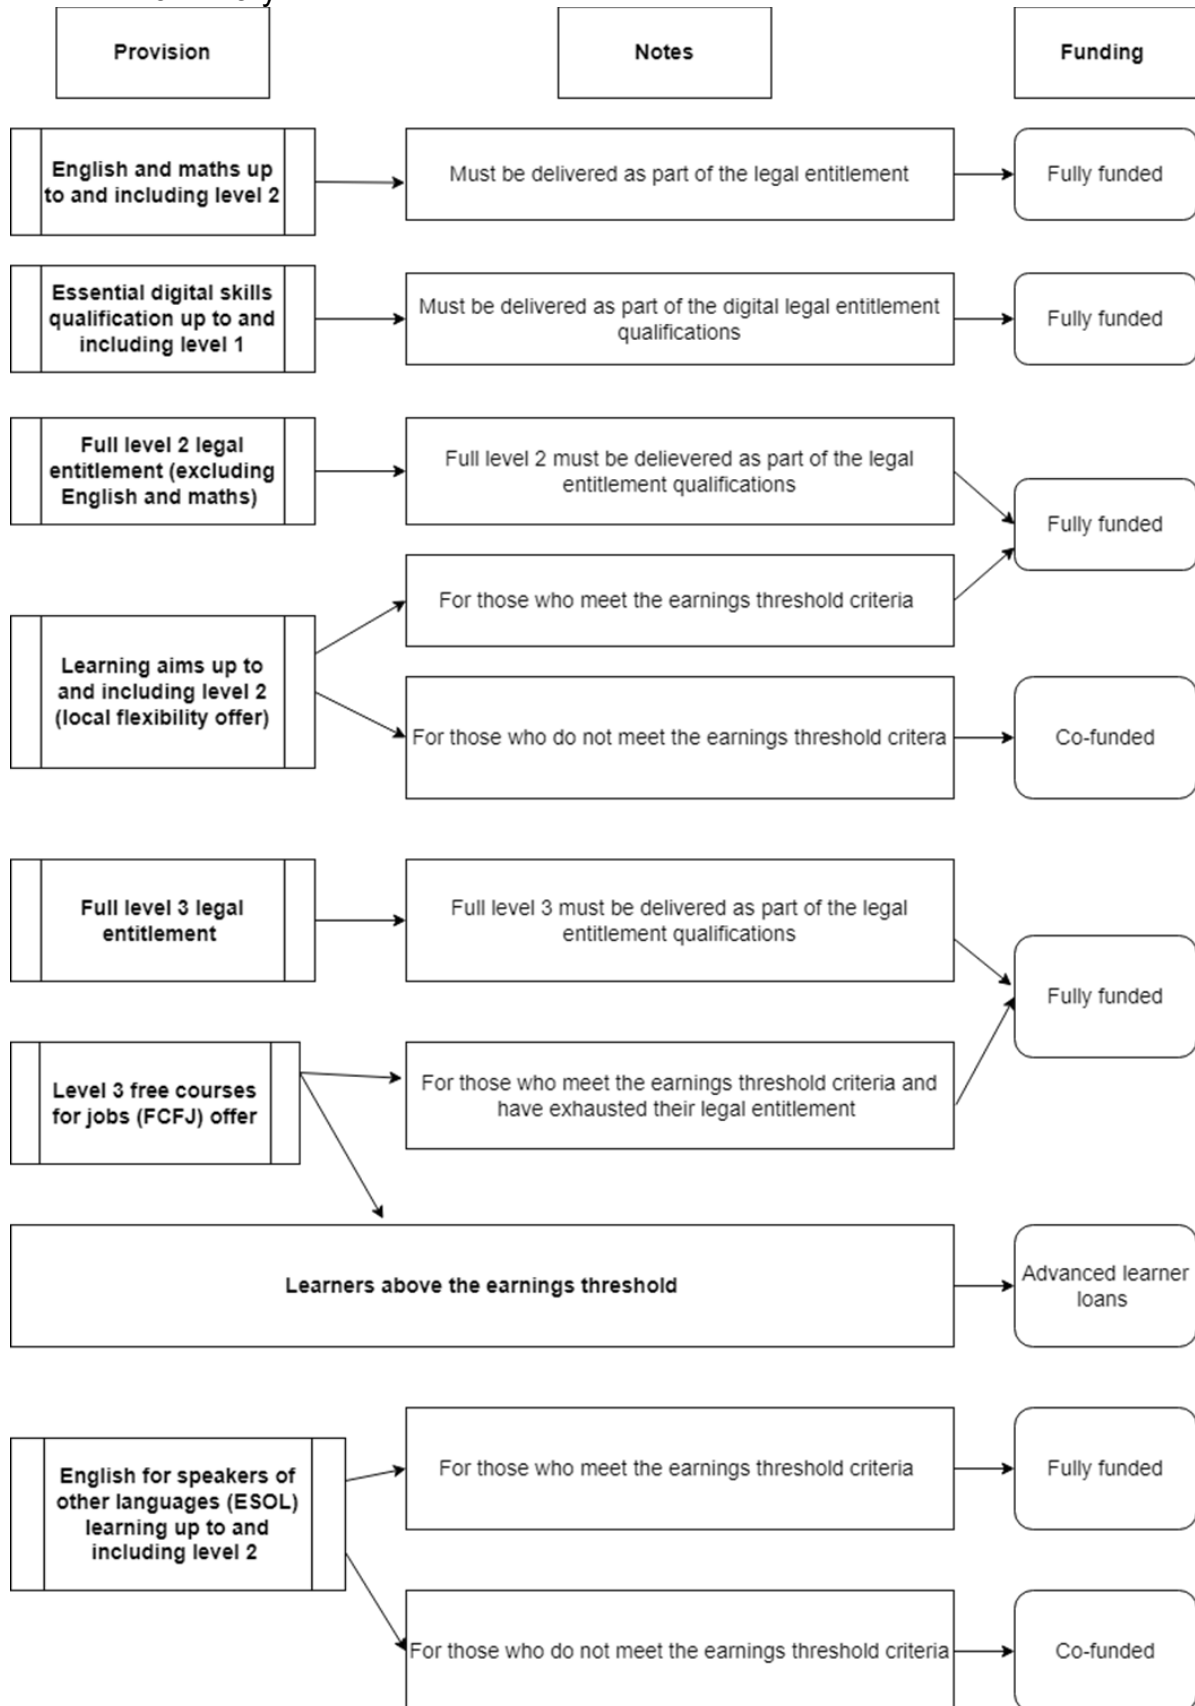 Provision
Notes
Funding
English and maths up
to and including level 2
Must be delivered as part of the legal entitlement
Fully funded
Essential digital skills
qualification up to and
including level 1
Must be delivered as part of the digital legal entitlement
qualifications
Fully funded
Full level 2 legal
entitlement (excluding
English and maths)
Full level 2 must be delievered as part of the legal
entitlement qualifications
Fully funded
For those who meet the earnings threshold criteria
Learning aims up to
and including level 2
(local flexibility offer)
For those who do not meet the earnings threshold critera
Co-funded
Full level 3 legal
entitlement
Full level 3 must be delivered as part of the legal
entitlement qualifications
Fully funded
Level 3 free courses
for jobs (FCFJ) offer
For those who meet the earnings threshold criteria and
have exhausted their legal entitlement
Learners above the earnings threshold
Advanced learner
loans
English for speakers of
other languages (ESOL)
learning up to and
including level 2
For those who meet the earnings threshold criteria
Fully funded
For those who do not meet the earnings threshold criteria
Co-funded